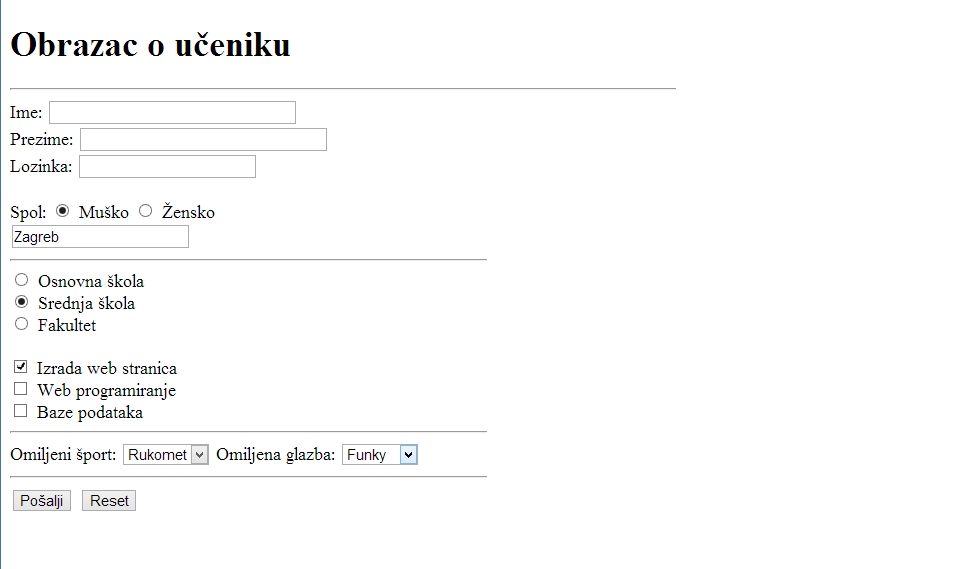 Obrazac o učeniku
Ime:
Prezime:
Lozinka:
Spol: Muško Žensko
Zagreb
Osnovna škola
Srednja škola
Fakultet
Izrada web stranica
Web programiranje
Baze podataka
Omiljeni šport: Rukomet Omiljena glazba: Funky
Pošalji Reset